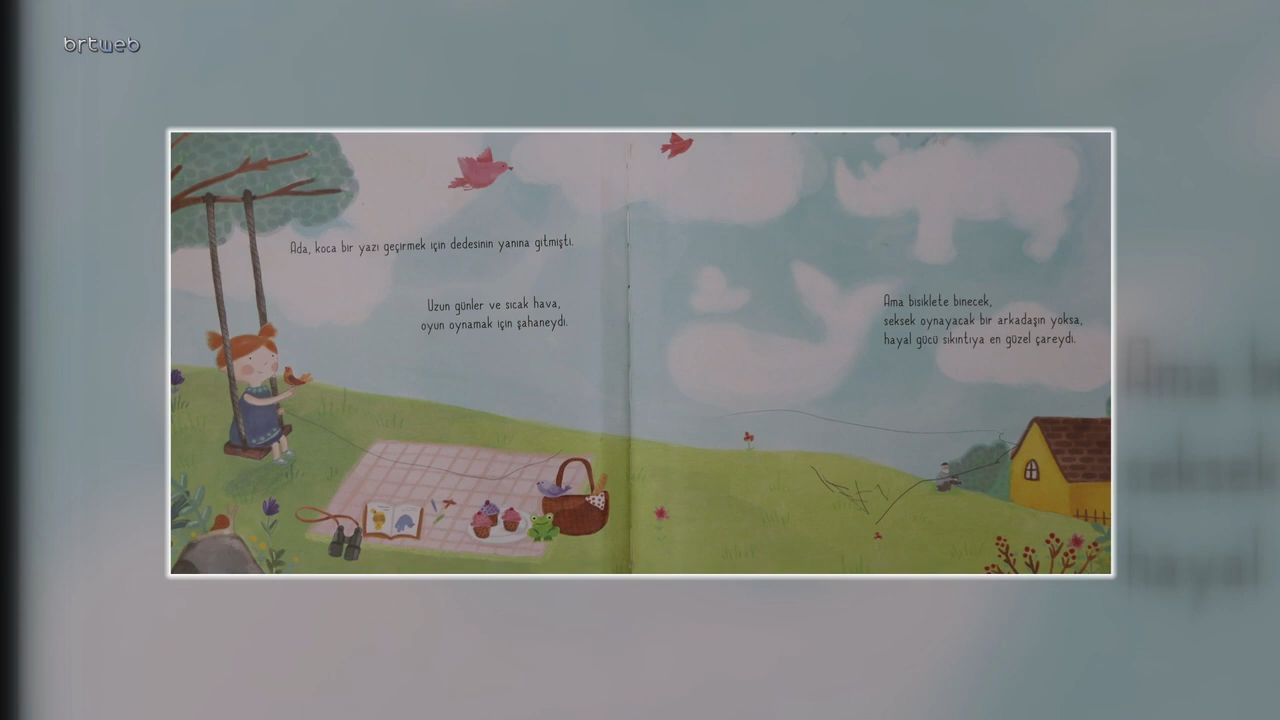 brtweb
Ada, koca bir yazı geçirmek için dedesinin yanına gitmişti.
Uzun günler ve sıcak hava,
oyun oynamak için şahaneydi.
Ama bisiklete binecek,
seksek oynayacak bir arkadaşın yoksa,
hayal gücü sıkıntıya en güzel çareydi.